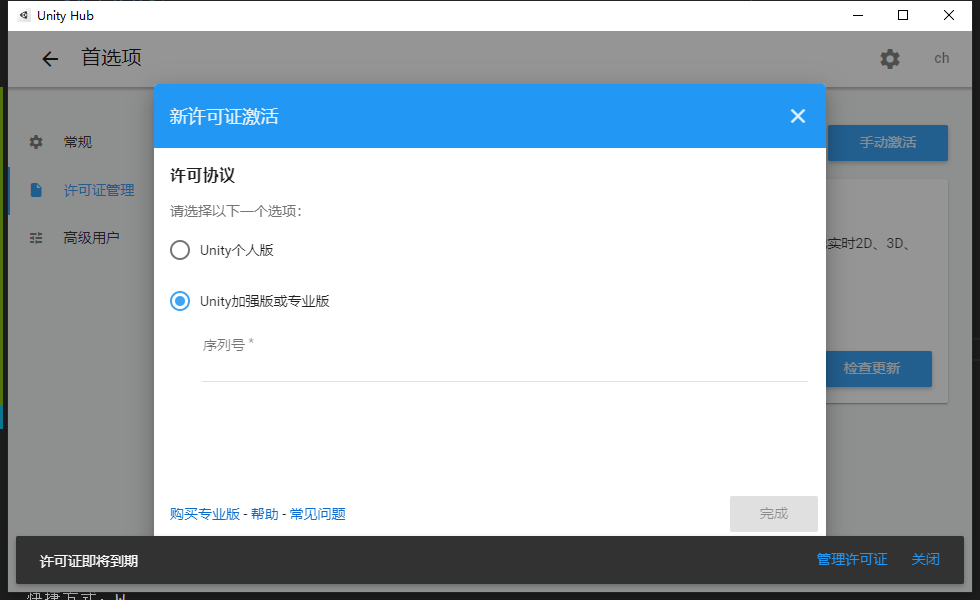 Unity Hub
首选项
ch
常规
许可证管理
高级用户
手动激活
实时2D、3D、
检查更新
新许可证激活
许可协议
请选择以下一个选项：
Unity个人版
Unity加强版或专业版
序列号 *
购买专业版 - 帮助 - 常见问题
完成
许可证即将到期
管理许可证 关闭